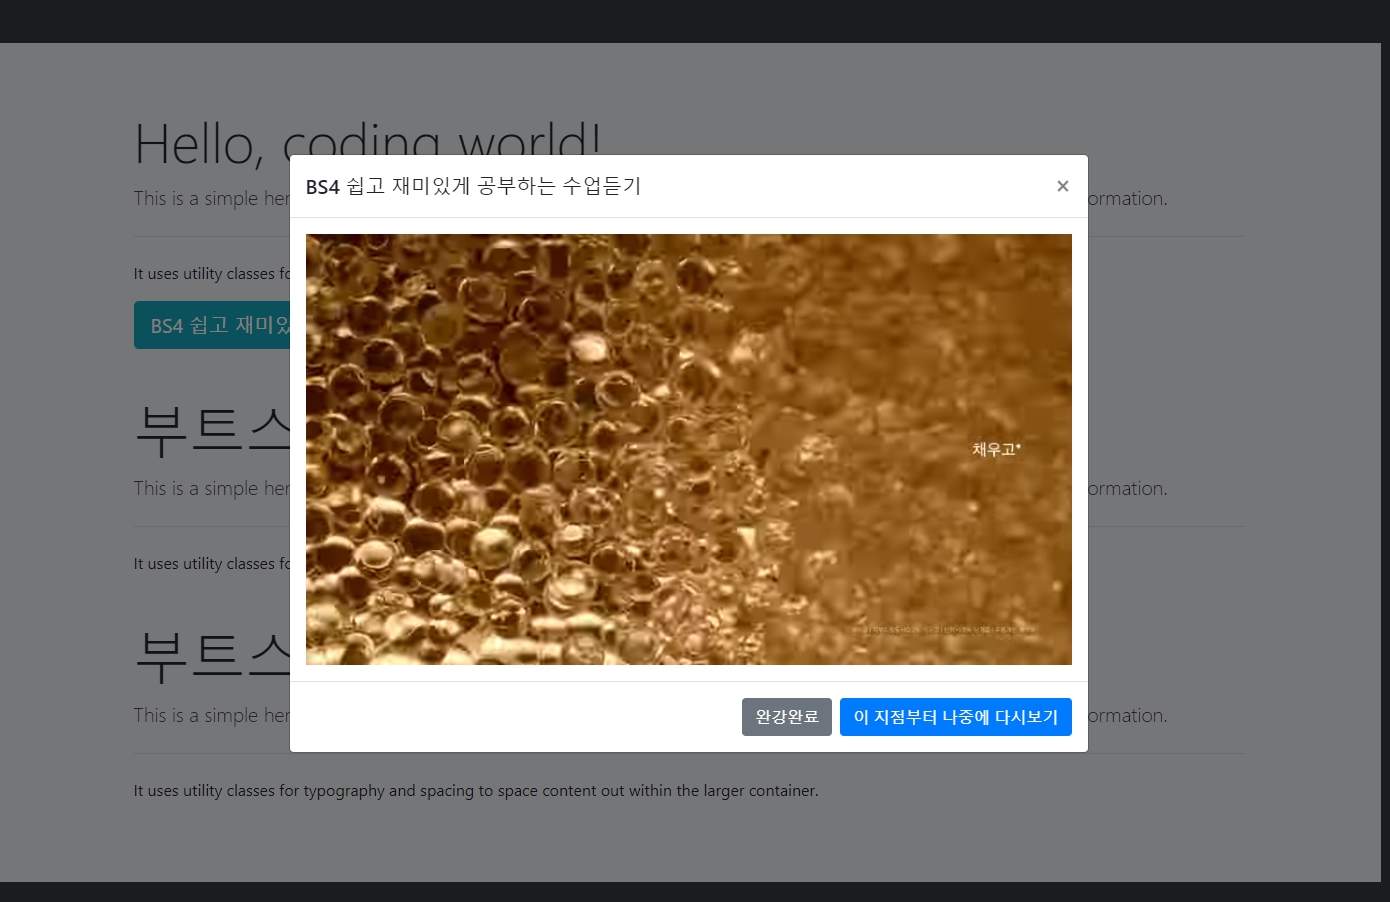 Hello, coding world!
BS4 쉽고 재미있게 공부하는 수업듣기
×
This is a simple her
ormation.
It uses utility classes fo
BS4 쉽고 재미있
부트스
채우고*
This is a simple her
ormation.
It uses utility classes fo
부트스
This is a simple her
ormation.
완강완료
이 지점부터 나중에 다시보기
It uses utility classes for typography and spacing to space content out within the larger container.